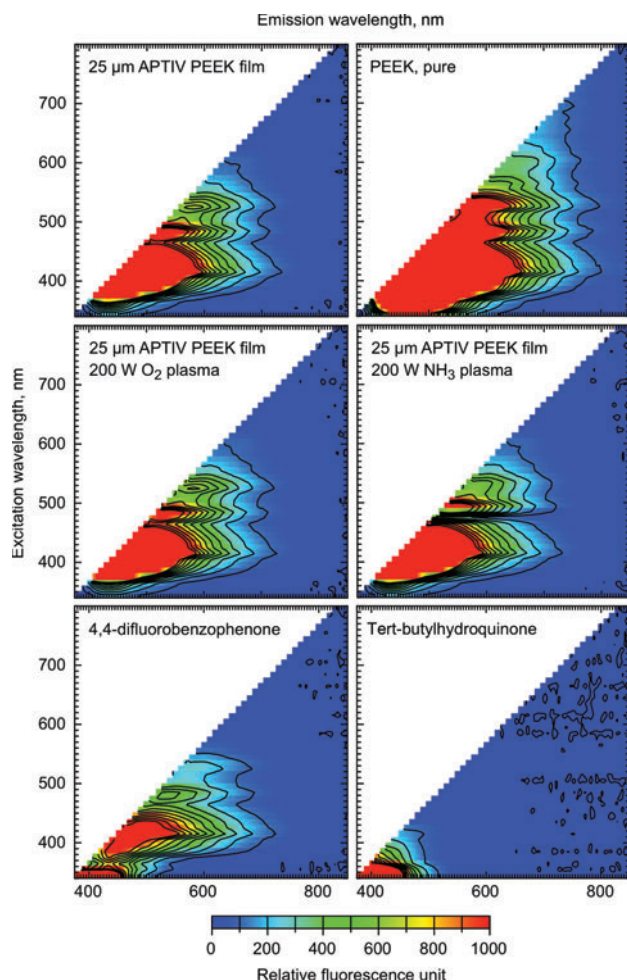 Emission wavelength, nm
25 µm APTIV PEEK film
PEEK, pure
700
600
500
400
25 µm APTIV PEEK film
200 W O₂ plasma
25 µm APTIV PEEK film
200 W NH₃ plasma
Excitation wavelength, nm
700
600
500
400
4,4-difluorobenzophenone
Tert-butylhydroquinone
700
600
500
400
400 600 800 400 600 800
0 200 400 600 800 1000
Relative fluorescence unit